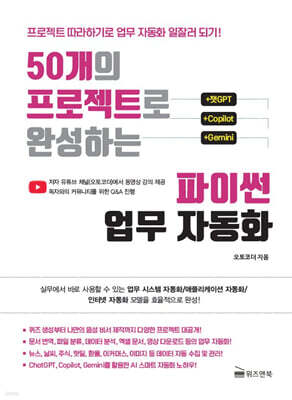 프로젝트 따라하기로 업무 자동화 일잘러 되기!
50개의
프로젝트로
완성하는
+챗GPT
+Copilot
+Gemini
저자 유튜브 채널(오토코더)에서 동영상 강의 제공
독자와의 커뮤니티를 위한 Q&A 진행
파이썬
업무 자동화
오토코더 지음
실무에서 바로 사용할 수 있는 업무 시스템 자동화/애플리케이션 자동화/
인터넷 자동화 모델을 효율적으로 완성!
• 퀴즈 생성부터 나만의 음성 비서 제작까지 다양한 프로젝트 대공개!
• 문서 변역, 파일 분류, 데이터 분석, 엑셀 문서, 영상 다운로드 등의 업무 자동화!
• 뉴스, 날씨, 주식, 핫딜, 환율, 이커머스, 이미지 등 데이터 자동 수집 및 관리!
• ChatGPT, Copilot, Gemini를 활용한 AI 스마트 자동화 노하우!
위즈앤북